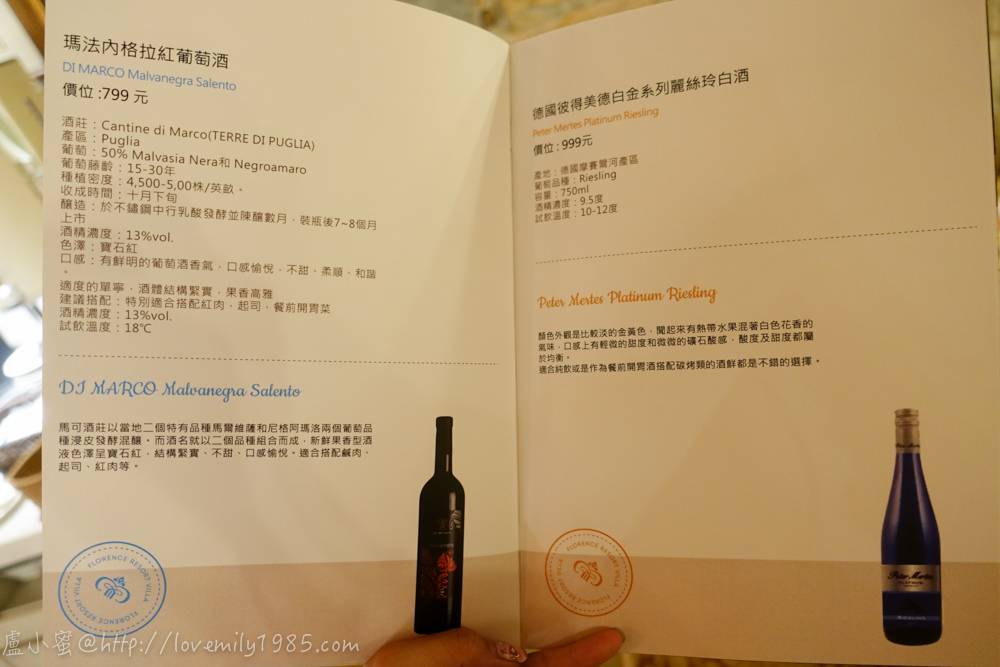 瑪法內格拉紅葡萄酒
DI MARCO Malvanegra Salento
價位 :799 元
酒莊：Cantine di Marco(TERRE DI PUGLIA)
產區：Puglia
葡萄：50% Malvasia Nera和 Negroamaro
葡萄藤齡：15-30年
種植密度：4,500-5,00株/英畝。
收成時間：十月下旬
釀造：於不鏽鋼中行乳酸發酵並陳釀數月，裝瓶後7~8個月
上市
酒精濃度：13%vol.
色澤：寶石紅
口感：有鮮明的葡萄酒香氣，口感愉悅，不甜，柔順，和諧
。
適度的單寧，酒體結構緊實，果香高雅
建議搭配：特別適合搭配紅肉，起司，餐前開胃菜
酒精濃度：13%vol.
試飲溫度：18℃
DI MARCO Malvanegra Salento
馬可酒莊以當地二個特有品種馬爾維薩和尼格阿瑪洛兩個葡萄品
種浸皮發酵混釀。而酒名就以二個品種組合而成，新鮮果香型酒
液色澤呈寶石紅，結構緊實、不甜、口感愉悅。適合搭配鹹肉、
起司、紅肉等。
FLORENCE RESORT VILLA
德國彼得美德白金系列麗絲玲白酒
Peter Mertes Platinum Riesling
價位 : 999元
產地：德國摩賽爾河產區
葡萄品種：Riesling
容量：750ml
酒精濃度：9.5度
試飲溫度：10-12度
Peter Mertes Platinum Riesling
顏色外觀是比較淡的金黃色，聞起來有熱帶水果混著白色花香的
氣味，口感上有輕微的甜度和微微的礦石酸感，酸度及甜度都屬
於均衡。
適合純飲或是作為餐前開胃酒搭配碳烤類的酒鮮都是不錯的選擇。
FLORENCE RESORT VILLA
Peter Mertes
PLATINUM
RIESLING
盧小蜜@http://lovemily1985.com